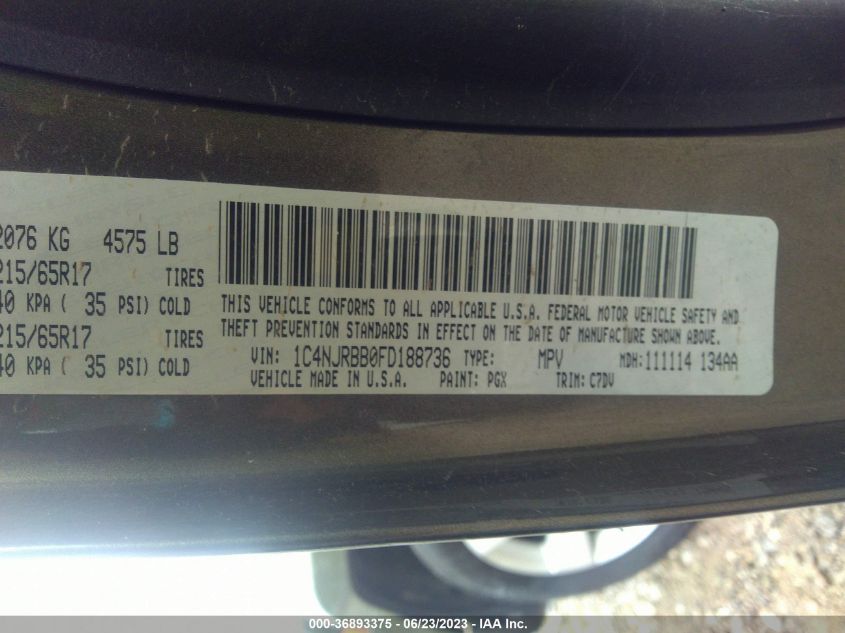 2076 KG 4575 LB
215/65R17 TIRES
40 KPA ( 35 PSI) COLD
215/65R17 TIRES
40 KPA ( 35 PSI) COLD
THIS VEHICLE CONFORMS TO ALL APPLICABLE U.S.A. FEDERAL MOTOR VEHICLE SAFETY AND
THEFT PREVENTION STANDARDS IN EFFECT ON THE DATE OF MANUFACTURE SHOWN ABOVE.
VIN: 1C4NJRBB0FD188736 TYPE: MPV MDH:111114 134AA
VEHICLE MADE IN U.S.A. PAINT: PGX TRIM: C7DV
000-36893375 - 06/23/2023 - IAA Inc.